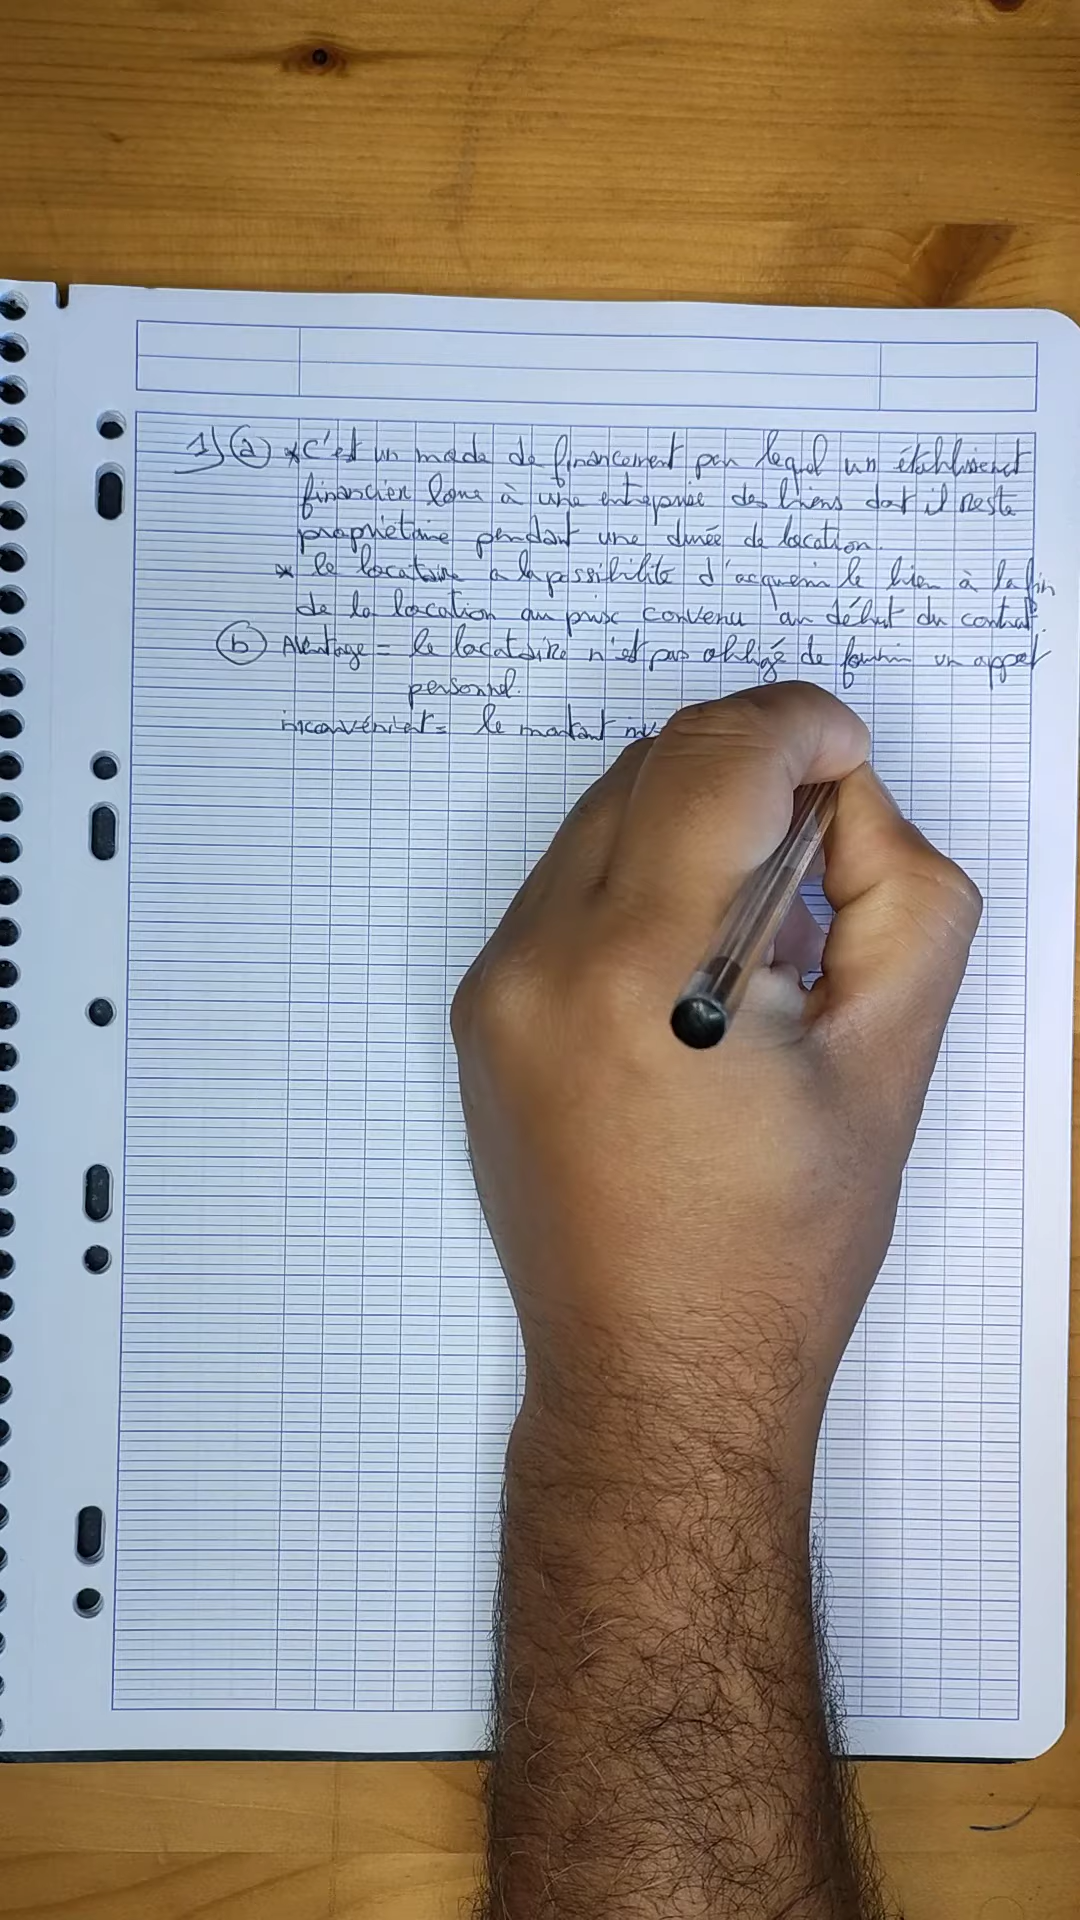 1) (a) * C'est un mode de financement par lequel un établissement
financier loue à une entreprise des biens dont il reste
propriétaire pendant une durée de location.
* le locataire a la possibilité d'acquérir le bien à la fin
de la location au prix convenu au début du contrat.
(b) Avantage = le locataire n'est pas obligé de fournir un appot
personnel.
inconvénient = le montant